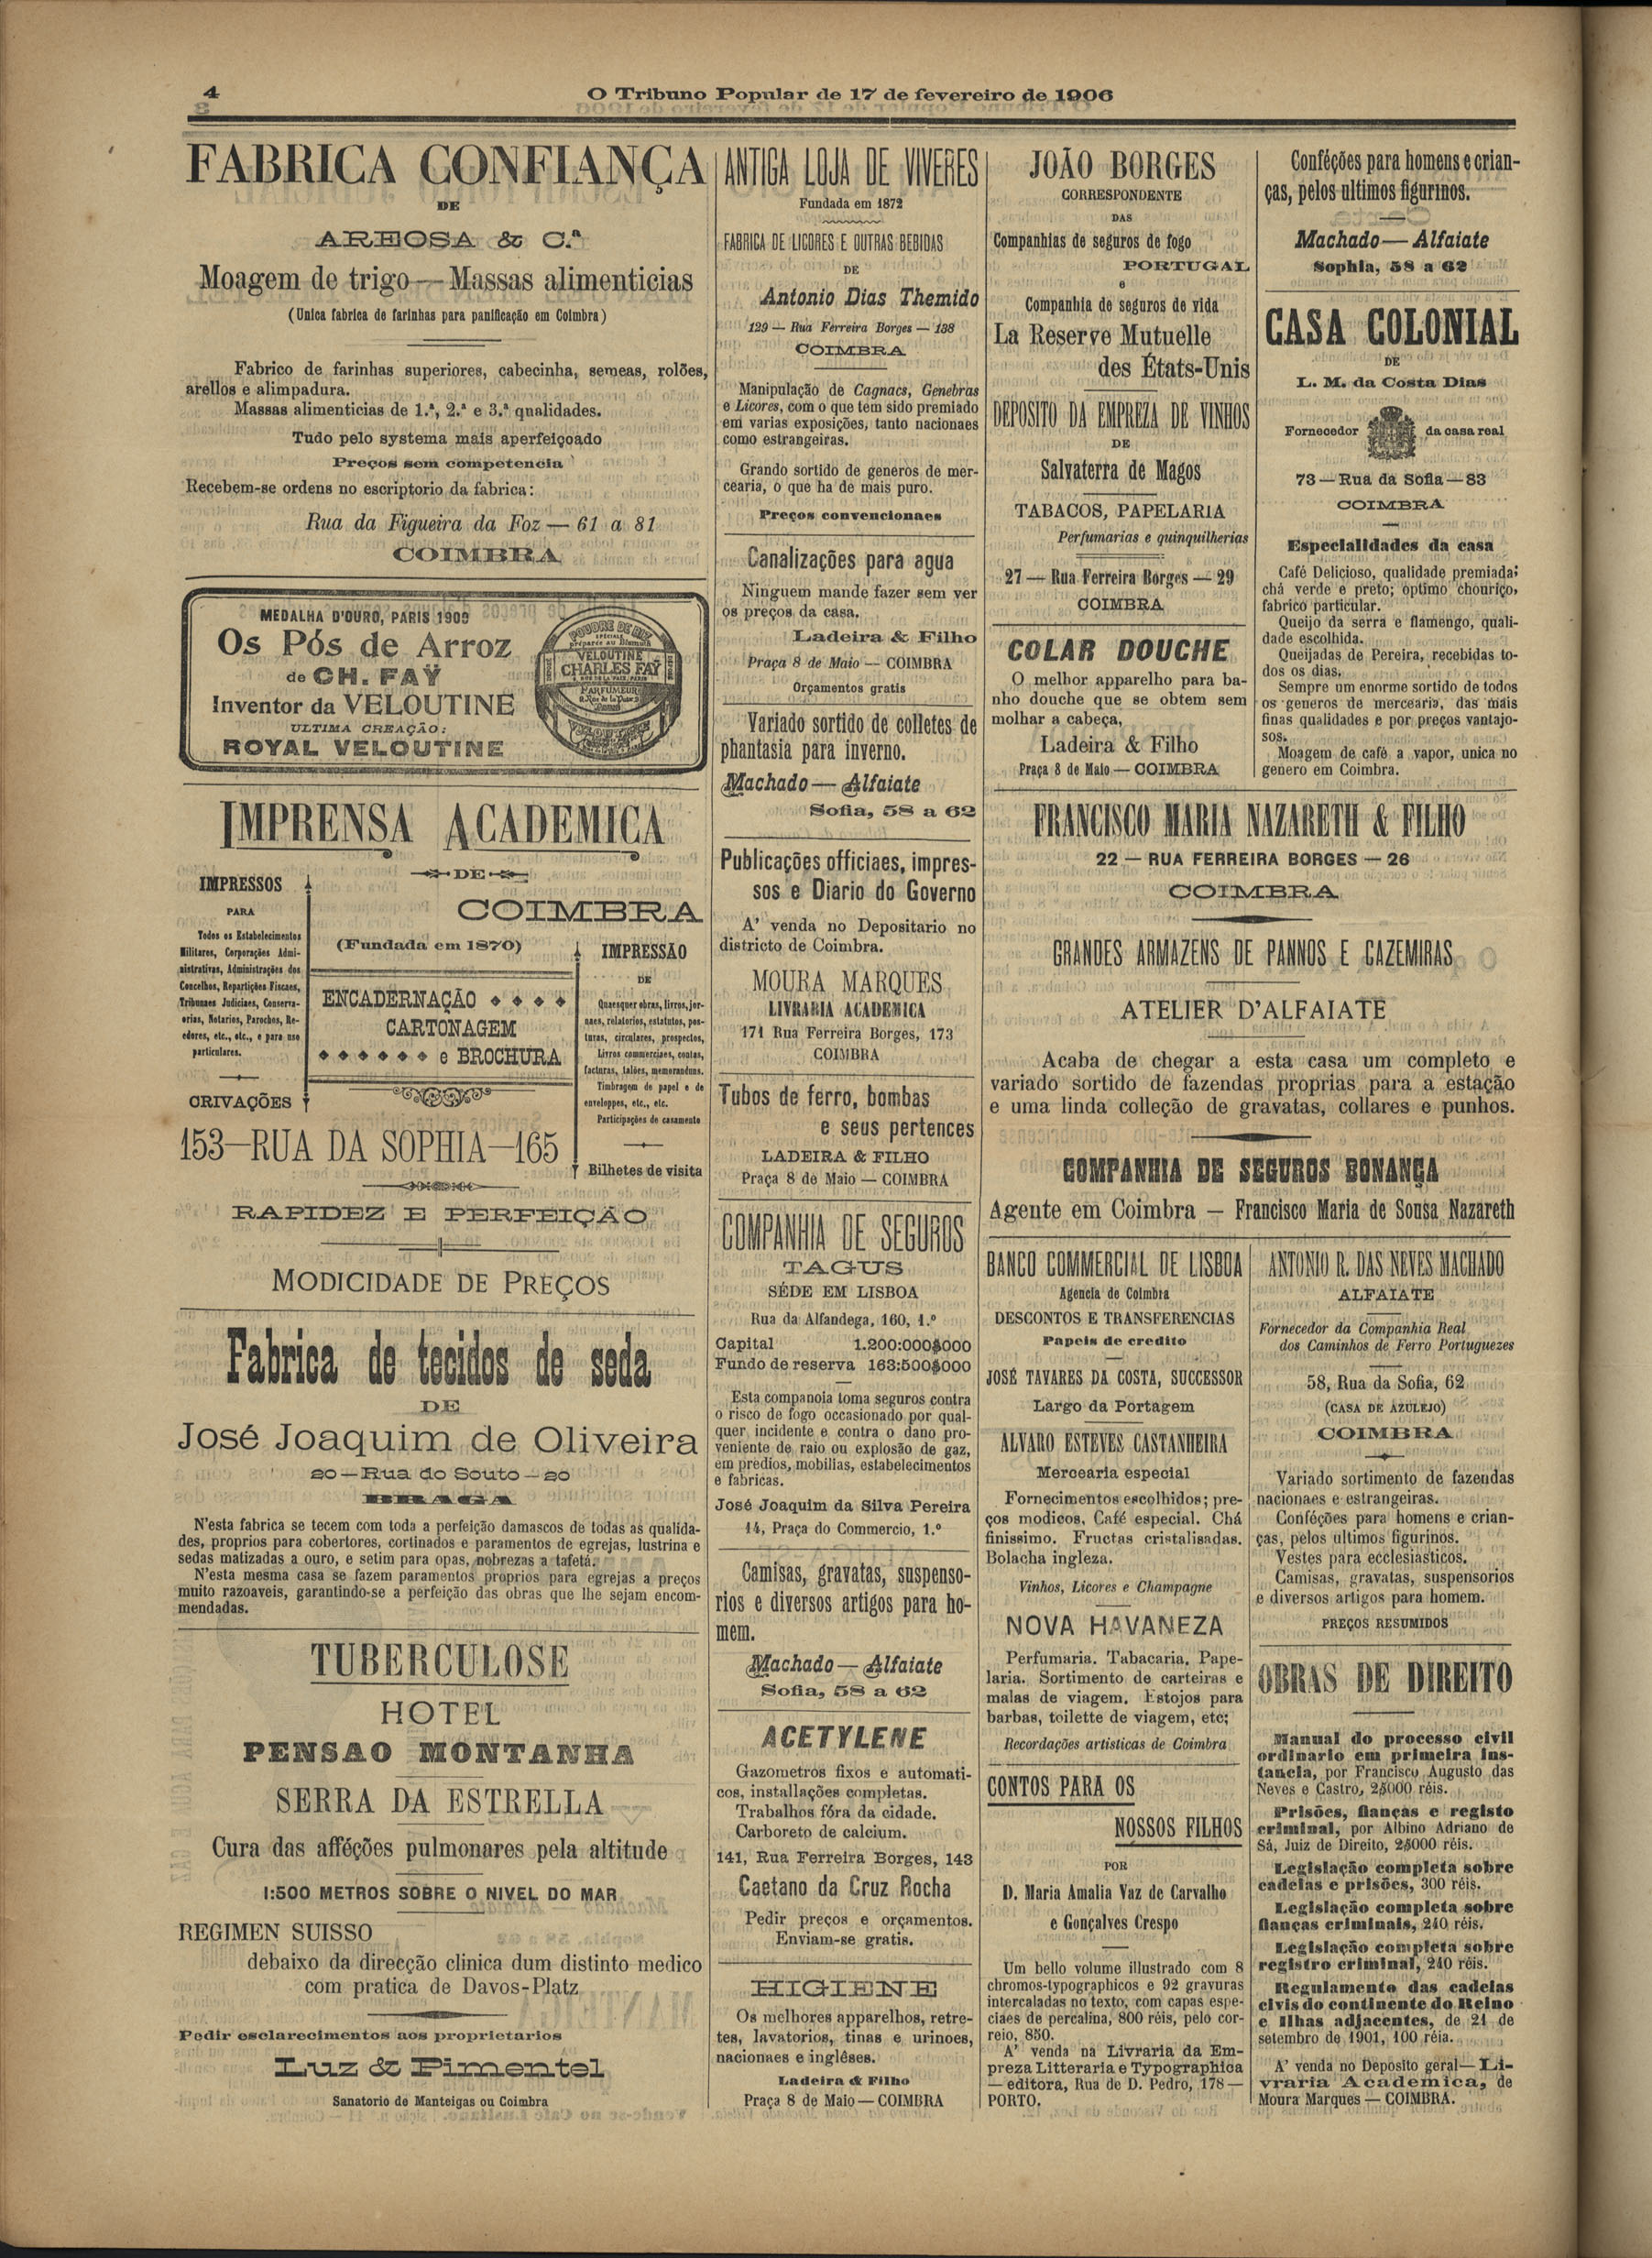 4
O Tribuno Popular de 17 de fevereiro de 1906
FABRICA CONFIANÇA
DE
AREOSA & C.ª
Moagem de trigo — Massas alimenticias
(Unica fabrica de farinhas para panificação em Coimbra)
Fabrico de farinhas superiores, cabecinha, semeas, rolões,
arellos e alimpadura.
Massas alimenticias de 1.ª, 2.ª e 3.ª qualidades.
Tudo pelo systema mais aperfeiçoado
Preços sem competencia
Recebem-se ordens no escriptorio da fabrica:
Rua da Figueira da Foz — 61 a 81
COIMBRA
MEDALHA D'OURO, PARIS 1900
Os Pós de Arroz
de CH. FAŸ
Inventor da VELOUTINE
ULTIMA CREAÇÃO:
ROYAL VELOUTINE
POUDRE DE RIZ
VELOUTINE
CHARLES FAŸ
PARFUMEUR
IMPRENSA ACADEMICA
DE
COIMBRA
(Fundada em 1870)
IMPRESSOS
PARA
Todos os Estabelecimentos
Militares, Corporações Admi-
nistrativas, Administrações dos
Concelhos, Repartições Fiscaes,
Tribunaes Judiciaes, Conserva-
orias, Notarios, Parochos, Re-
edores, etc., etc., e para uso
particulares.
CRIVAÇÕES
ENCADERNAÇÃO
CARTONAGEM
e BROCHURA
IMPRESSÃO
DE
Quaesquer obras, livros, jor-
naes, relatorios, estatutos, pos-
turas, circulares, prospectos,
Livros commerciaes, contas,
facturas, talões, memoranduns.
Timbragem de papel e de
enveloppes, etc., etc.
Participações de casamento
Bilhetes de visita
153—RUA DA SOPHIA—165
RAPIDEZ E PERFEIÇÃO
MODICIDADE DE PREÇOS
Fabrica de tecidos de seda
DE
José Joaquim de Oliveira
20—Rua do Souto—20
BRAGA
N'esta fabrica se tecem com toda a perfeição damascos de todas as qualida-
des, proprios para cobertores, cortinados e paramentos de egrejas, lustrina e
sedas matizadas a ouro, e setim para opas, nobrezas a tafetá.
N'esta mesma casa se fazem paramentos proprios para egrejas a preços
muito razoaveis, garantindo-se a perfeição das obras que lhe sejam encom-
mendadas.
TUBERCULOSE
HOTEL
PENSAO MONTANHA
SERRA DA ESTRELLA
Cura das affécções pulmonares pela altitude
1:500 METROS SOBRE O NIVEL DO MAR
REGIMEN SUISSO
debaixo da direcção clinica dum distinto medico
com pratica de Davos-Platz
Pedir esclarecimentos aos proprietarios
Luz & Pimentel
Sanatorio de Manteigas ou Coimbra
ANTIGA LOJA DE VIVERES
Fundada em 1872
FABRICA DE LICORES E OUTRAS BEBIDAS
DE
Antonio Dias Themido
129 — Rua Ferreira Borges — 138
COIMBRA
Manipulação de Cagnacs, Genebras
e Licores, com o que tem sido premiado
em varias exposições, tanto nacionaes
como estrangeiras.
Grando sortido de generos de mer-
cearia, o que ha de mais puro.
Preços convencionaes
Canalizações para agua
Ninguem mande fazer sem ver
os preços da casa.
Ladeira & Filho
Praça 8 de Maio — COIMBRA
Orçamentos gratis
Variado sortido de colletes de
phantasia para inverno.
Machado — Alfaiate
Sofia, 58 a 62
Publicações officiaes, impres-
sos e Diario do Governo
A' venda no Depositario no
districto de Coimbra.
MOURA MARQUES
LIVRARIA ACADEMICA
171 Rua Ferreira Borges, 173
COIMBRA
Tubos de ferro, bombas
e seus pertences
LADEIRA & FILHO
Praça 8 de Maio — COIMBRA
COMPANHIA DE SEGUROS
TAGUS
SÉDE EM LISBOA
Rua da Alfandega, 160, 1.º
Capital 1.200:000$000
Fundo de reserva 163:500$000
Esta companoia toma seguros contra
o risco de fogo occasionado por qual-
quer incidente e contra o dano pro-
veniente de raio ou explosão de gaz,
em predios, mobilias, estabelecimentos
e fabricas.
José Joaquim da Silva Pereira
14, Praça do Commercio, 1.º
Camisas, gravatas, suspenso-
rios e diversos artigos para ho-
mem.
Machado — Alfaiate
Sofia, 58 a 62
ACETYLENE
Gazometros fixos e automati-
cos, installações completas.
Trabalhos fóra da cidade.
Carboreto de calcium.
141, Rua Ferreira Borges, 143
Caetano da Cruz Rocha
Pedir preços e orçamentos.
Enviam-se gratis.
HIGIENE
Os melhores apparelhos, retre-
tes, lavatorios, tinas e urinoes,
nacionaes e inglêses.
Ladeira & Filho
Praça 8 de Maio — COIMBRA
JOÃO BORGES
CORRESPONDENTE
DAS
Companhias de seguros de fogo
PORTUGAL
e
Companhia de seguros de vida
La Reserve Mutuelle
des États-Unis
DEPOSITO DA EMPREZA DE VINHOS
DE
Salvaterra de Magos
TABACOS, PAPELARIA
Perfumarias e quinquilherias
27 — Rua Ferreira Borges — 29
COIMBRA
COLAR DOUCHE
O melhor apparelho para ba-
nho douche que se obtem sem
molhar a cabeça,
Ladeira & Filho
Praça 8 de Maio — COIMBRA
Conféções para homens e crian-
ças, pelos ultimos figurinos.
Machado — Alfaiate
Sophia, 58 a 62
CASA COLONIAL
DE
L. M. da Costa Dias
Fornecedor da casa real
73—Rua da Sofia—83
COIMBRA
Especialidades da casa
Café Delicioso, qualidade premiada;
chá verde e preto; optimo chouriço,
fabrico particular.
Queijo da serra e flamengo, quali-
dade escolhida.
Queijadas de Pereira, recebidas to-
dos os dias.
Sempre um enorme sortido de todos
os generos de mercearia, das mais
finas qualidades e por preços vantajo-
sos.
Moagem de café a vapor, unica no
genero em Coimbra.
FRANCISCO MARIA NAZARETH & FILHO
22 — RUA FERREIRA BORGES — 26
COIMBRA
GRANDES ARMAZENS DE PANNOS E CAZEMIRAS
ATELIER D'ALFAIATE
Acaba de chegar a esta casa um completo e
variado sortido de fazendas proprias para a estação
e uma linda colleção de gravatas, collares e punhos.
COMPANHIA DE SEGUROS BONANÇA
Agente em Coimbra — Francisco Maria de Sousa Nazareth
BANCO COMMERCIAL DE LISBOA
Agencia de Coimbra
DESCONTOS E TRANSFERENCIAS
Papeis de credito
JOSÉ TAVARES DA COSTA, SUCCESSOR
Largo da Portagem
ALVARO ESTEVES CASTANHEIRA
Mercearia especial
Fornecimentos escolhidos; pre-
ços modicos. Café especial. Chá
finissimo. Fructas cristalisadas.
Bolacha ingleza.
Vinhos, Licores e Champagne
NOVA HAVANEZA
Perfumaria. Tabacaria, Pape-
laria. Sortimento de carteiras e
malas de viagem. Estojos para
barbas, toilette de viagem, etc;
Recordações artisticas de Coimbra
CONTOS PARA OS
NOSSOS FILHOS
POR
D. Maria Amalia Vaz de Carvalho
e Gonçalves Crespo
Um bello volume illustrado com 8
chromos-typographicos e 92 gravuras
intercaladas no texto, com capas espe-
ciaes de percalina, 800 réis, pelo cor-
reio, 850.
A' venda na Livraria da Em-
preza Litteraria e Typographica
— editora, Rua de D. Pedro, 178 —
PORTO.
ANTONIO R. DAS NEVES MACHADO
ALFAIATE
Fornecedor da Companhia Real
dos Caminhos de Ferro Portuguezes
58, Rua da Sofia, 62
(CASA DE AZULEJO)
COIMBRA
Variado sortimento de fazendas
nacionaes e estrangeiras.
Conféções para homens e crian-
ças, pelos ultimos figurinos.
Vestes para ecclesiasticos.
Camisas, gravatas, suspensorios
e diversos artigos para homem.
PREÇOS RESUMIDOS
OBRAS DE DIREITO
Manual do processo civil
ordinario em primeira ins-
tancia, por Francisco Augusto das
Neves e Castro, 2$000 réis.
Prisões, fianças e registo
criminal, por Albino Adriano de
Sá, Juiz de Direito, 2$000 réis.
Legislação completa sobre
cadeias e prisões, 300 réis.
Legislação completa sobre
fianças criminais, 240 réis.
Legislação completa sobre
registro criminal, 240 réis.
Regulamento das cadeias
civis do continente do Reino
e Ilhas adjacentes, de 21 de
setembro de 1901, 100 réia.
A' venda no Deposito geral—Li-
vraria Academica, de
Moura Marques — COIMBRA.